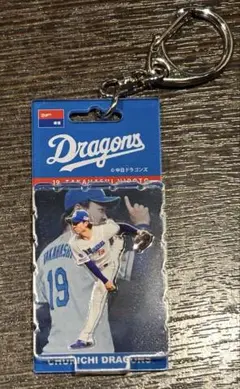 Dragons
©中日ドラゴンズ
19 TAKAHASHI HIROTO
TAKAHASHI
19
CHUNICHI DRAGONS